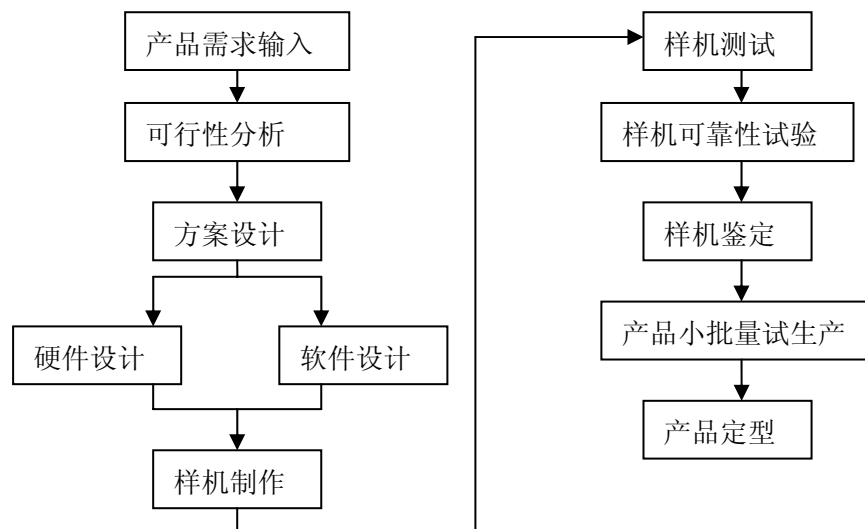 产品需求输入
可行性分析
方案设计
硬件设计
软件设计
样机制作
样机测试
样机可靠性试验
样机鉴定
产品小批量试生产
产品定型